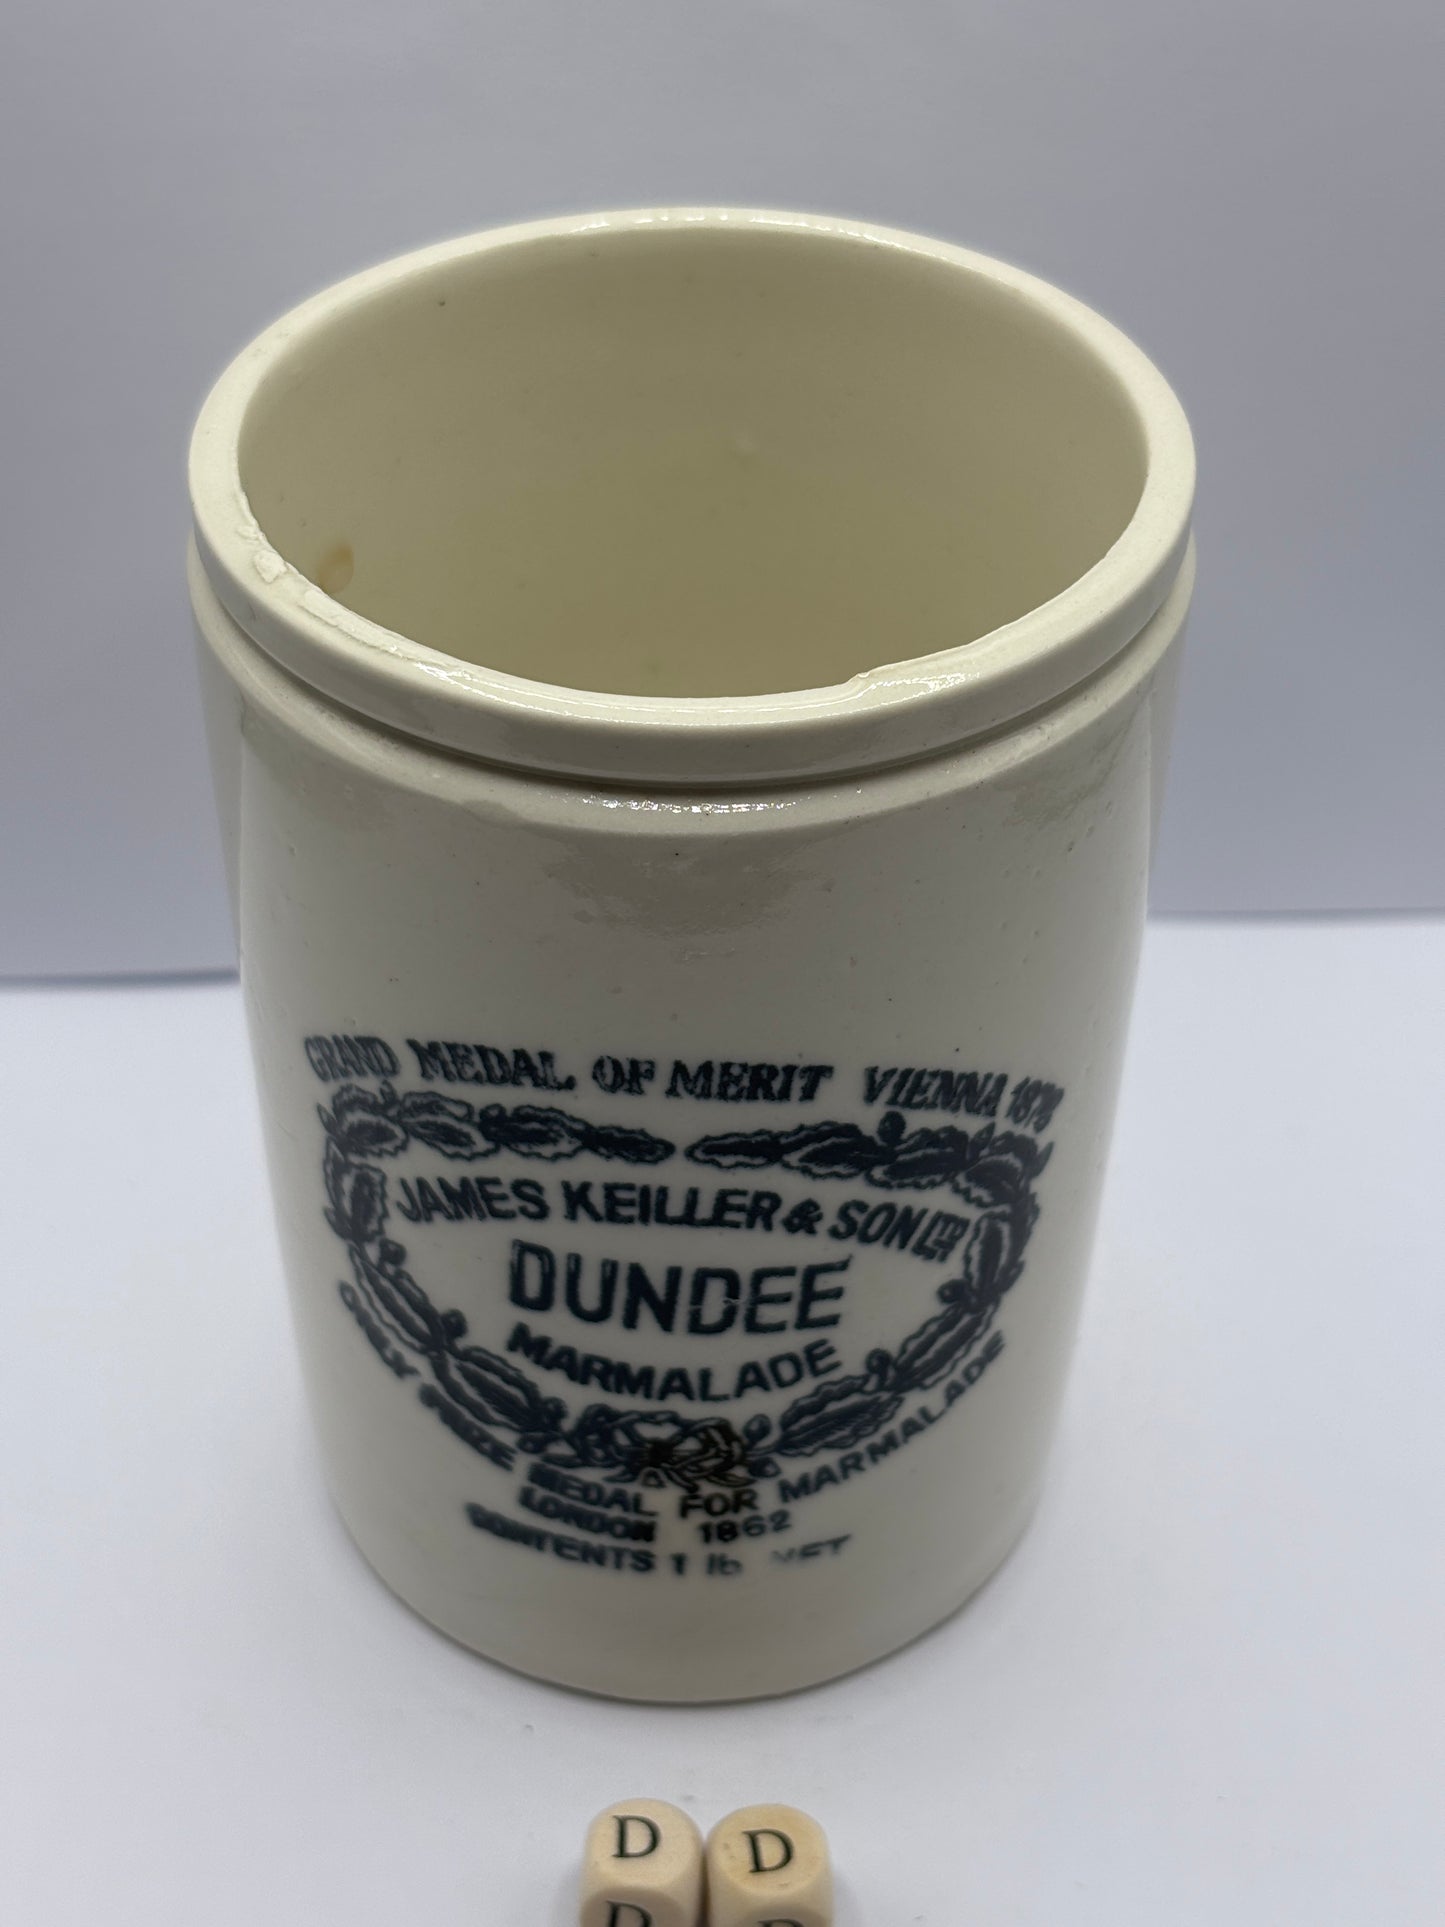 GRAND MEDAL OF MERIT VIENNA 1873
JAMES KEILLER & SON LTD
DUNDEE
MARMALADE
ONLY PRIZE MEDAL FOR MARMALADE
LONDON 1862
CONTENTS 1 lb NET
D D
D D